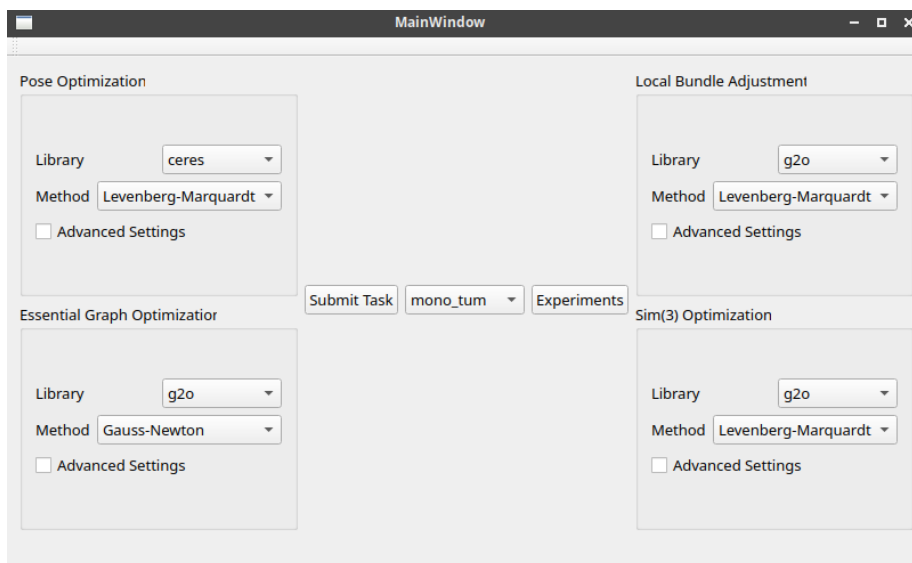 MainWindow
Pose Optimization
Library ceres
Method Levenberg-Marquardt
Advanced Settings
Local Bundle Adjustment
Library g2o
Method Levenberg-Marquardt
Advanced Settings
Submit Task mono_tum Experiments
Essential Graph Optimization
Library g2o
Method Gauss-Newton
Advanced Settings
Sim(3) Optimization
Library g2o
Method Levenberg-Marquardt
Advanced Settings